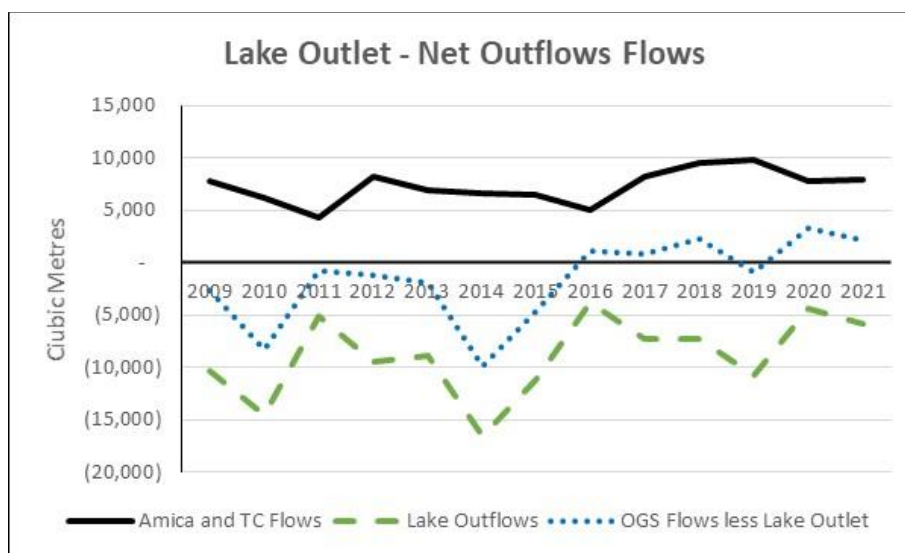 Lake Outlet - Net Outflows Flows
15,000
10,000
5,000
-
(5,000)
(10,000)
(15,000)
(20,000)
Ciubic Metres
2009 2010 2011 2012 2013 2014 2015 2016 2017 2018 2019 2020 2021
Amica and TC Flows Lake Outflows OGS Flows less Lake Outlet